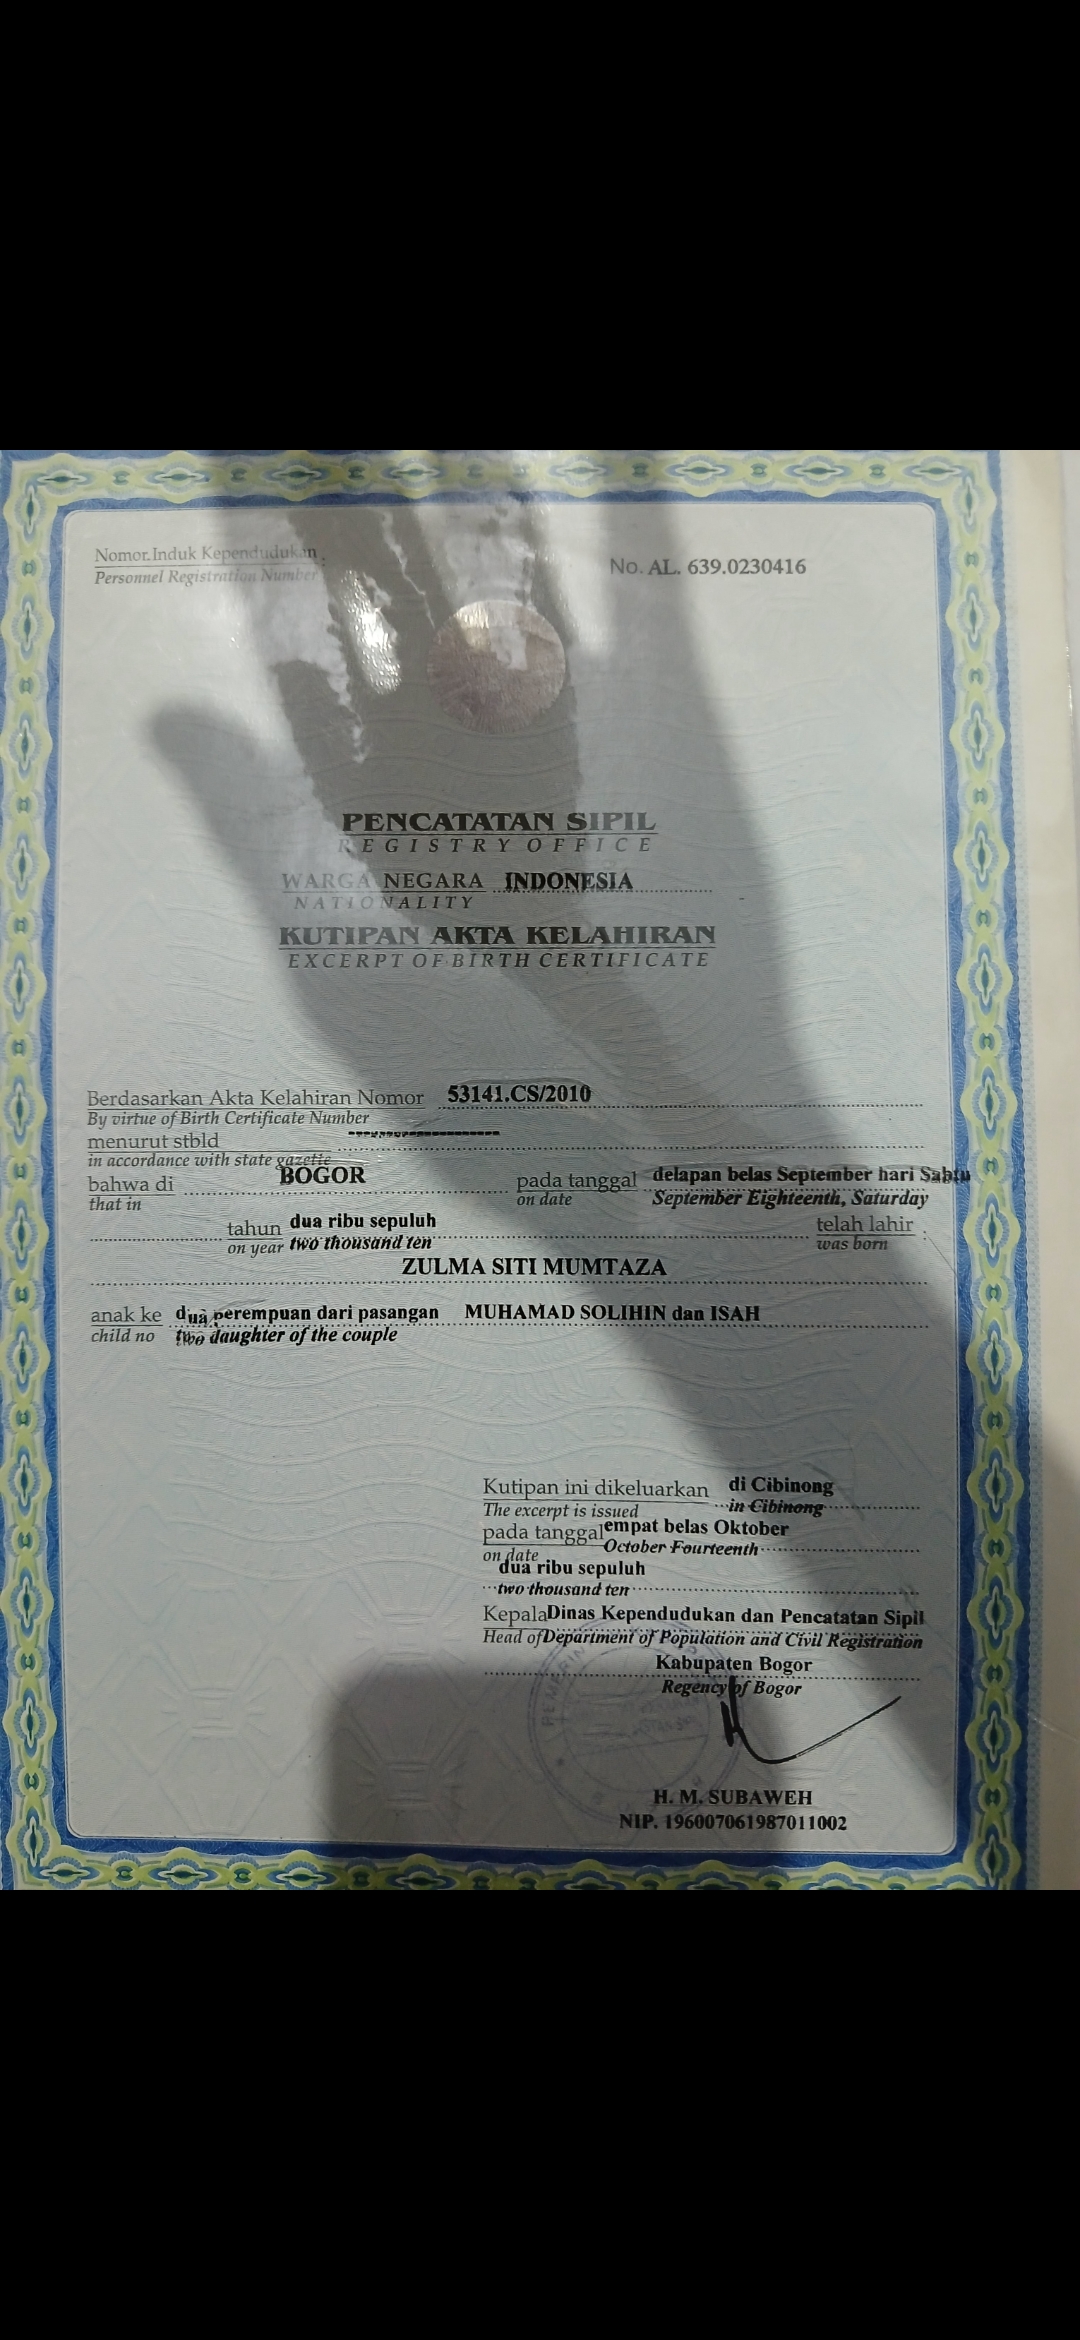 Nomor Induk Kependudukan :
Personnel Registration Number
No. AL. 639.0230416
PENCATATAN SIPIL
REGISTRY OFFICE
WARGA NEGARA INDONESIA
NATIONALITY
KUTIPAN AKTA KELAHIRAN
EXCERPT OF BIRTH CERTIFICATE
Berdasarkan Akta Kelahiran Nomor 53141.CS/2010
By virtue of Birth Certificate Number
menurut stbld
in accordance with state gazette
bahwa di BOGOR pada tanggal delapan belas September hari Sabtu
that in on date September Eighteenth, Saturday
tahun dua ribu sepuluh telah lahir :
on year two thousand ten was born
ZULMA SITI MUMTAZA
anak ke dua perempuan dari pasangan MUHAMAD SOLIHIN dan ISAH
child no two daughter of the couple
Kutipan ini dikeluarkan di Cibinong
The excerpt is issued in Cibinong
pada tanggal empat belas Oktober
on date October Fourteenth
dua ribu sepuluh
two thousand ten
Kepala Dinas Kependudukan dan Pencatatan Sipil
Head of Department of Population and Civil Registration
Kabupaten Bogor
Regency of Bogor
H. M. SUBAWEH
NIP. 196007061987011002